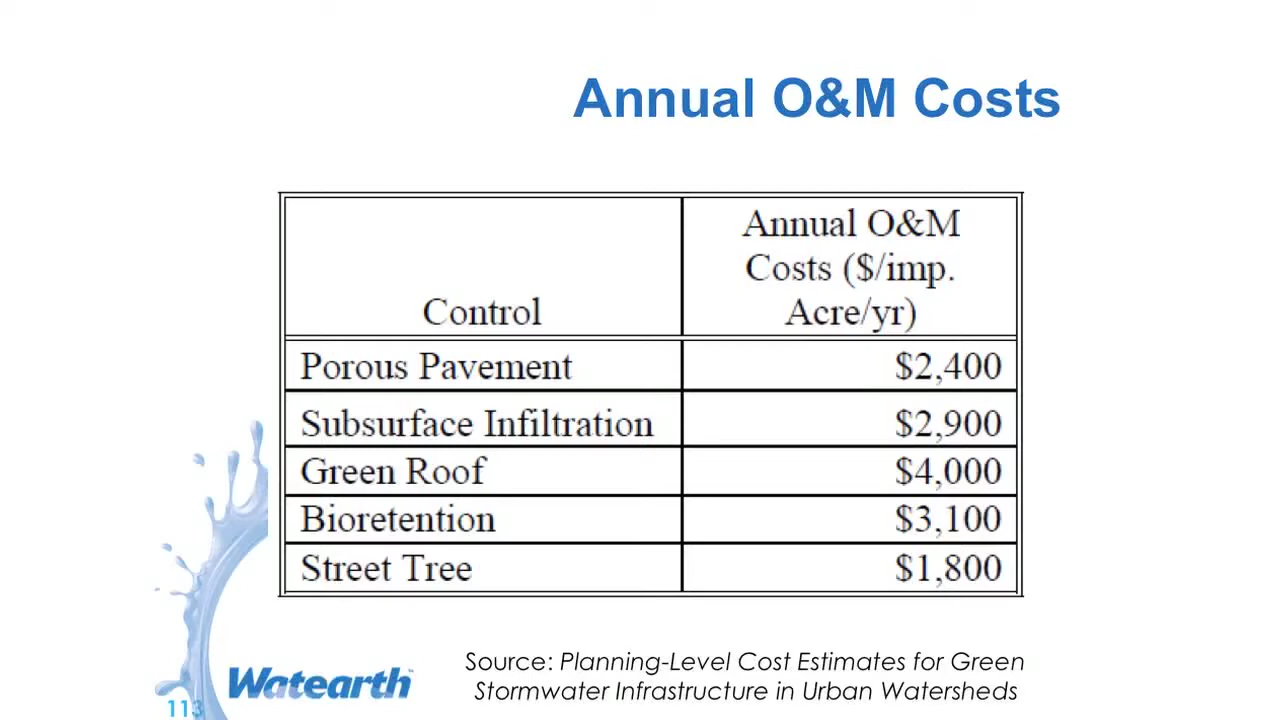 Annual O&M Costs
Control
Annual O&M
Costs ($/imp.
Acre/yr)
Porous Pavement $2,400
Subsurface Infiltration $2,900
Green Roof $4,000
Bioretention $3,100
Street Tree $1,800
Source: Planning-Level Cost Estimates for Green
Stormwater Infrastructure in Urban Watersheds
Watearth™
113